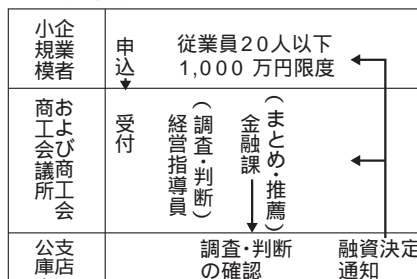 小規模
企業者
申込
従業員20人以下
1,000 万円限度
商工会議所
および商工会
受付
経営指導員
(調査・判断)
金融課
(まとめ・推薦)
公庫
支店
調査・判断
の確認
融資決定
通知